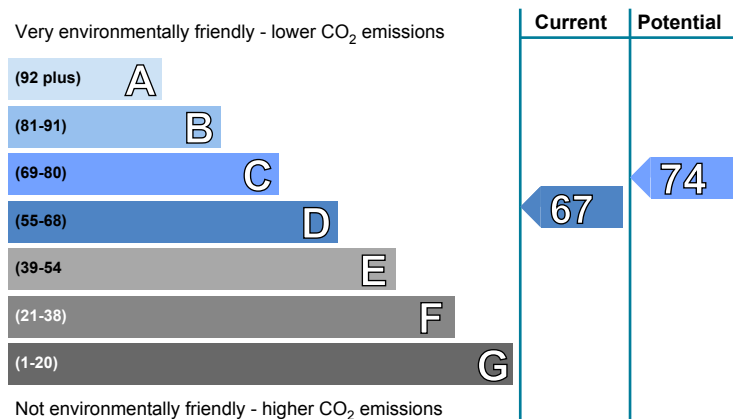 Current Potential
Very environmentally friendly - lower CO2 emissions
(92 plus) A
(81-91) B
(69-80) C
74
(55-68) D
67
(39-54 E
(21-38) F
(1-20) G
Not environmentally friendly - higher CO2 emissions